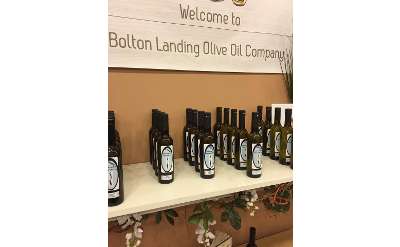 Welcome to
Bolton Landing Olive Oil Company